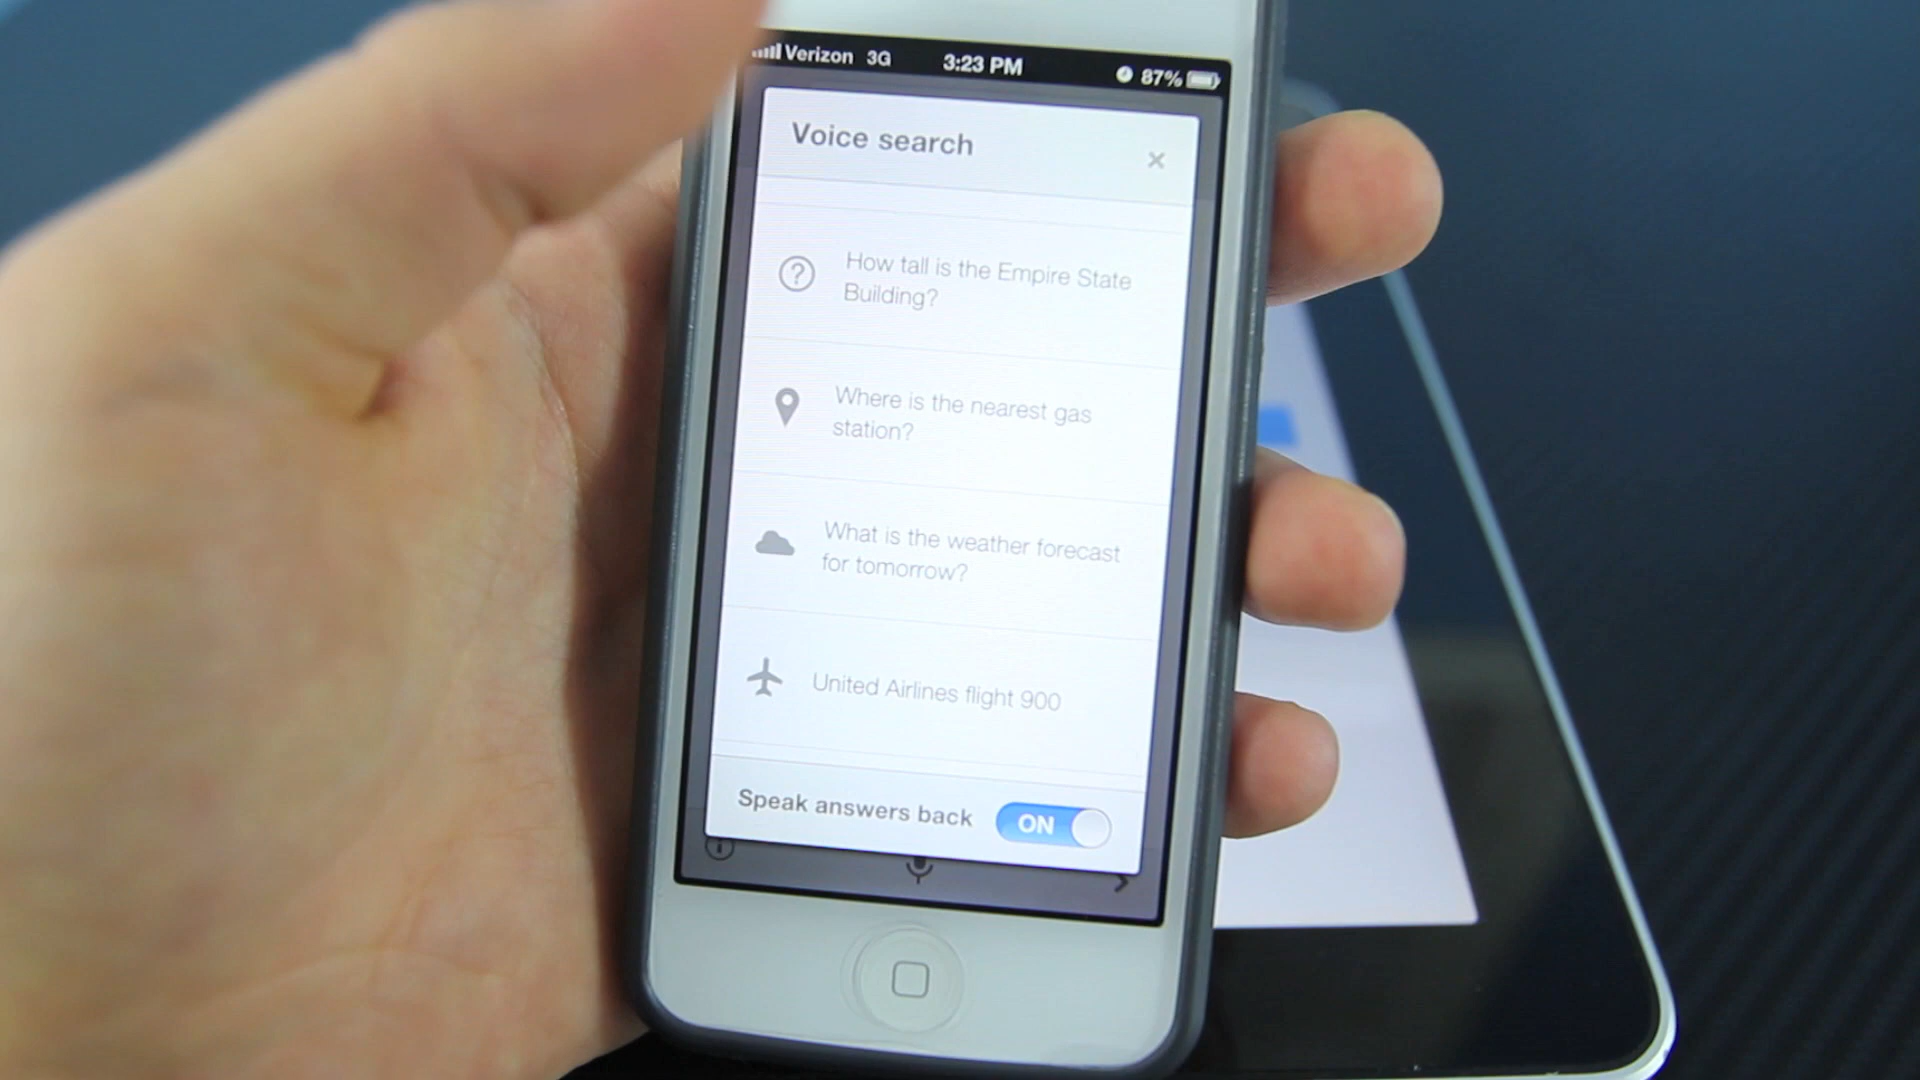 Verizon 3G 3:23 PM 87%
Voice search
How tall is the Empire State
Building?
Where is the nearest gas
station?
What is the weather forecast
for tomorrow?
United Airlines flight 900
Speak answers back ON